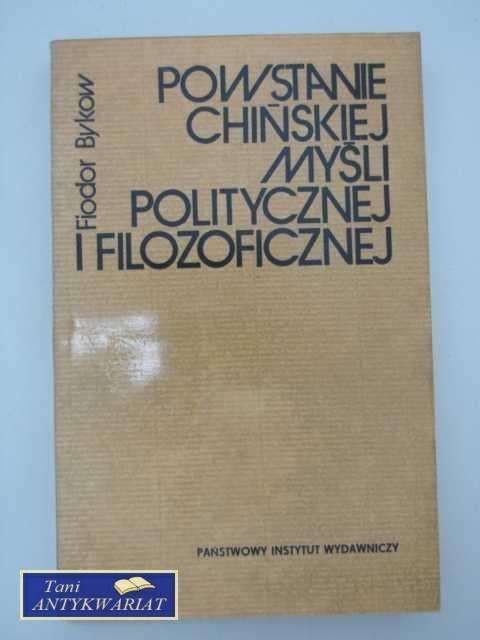 Fiodor Bykow
POWSTANIE
CHIŃSKIEJ
MYŚLI
POLITYCZNEJ
I FILOZOFICZNEJ
PAŃSTWOWY INSTYTUT WYDAWNICZY
Tani
ANTYKWARIAT